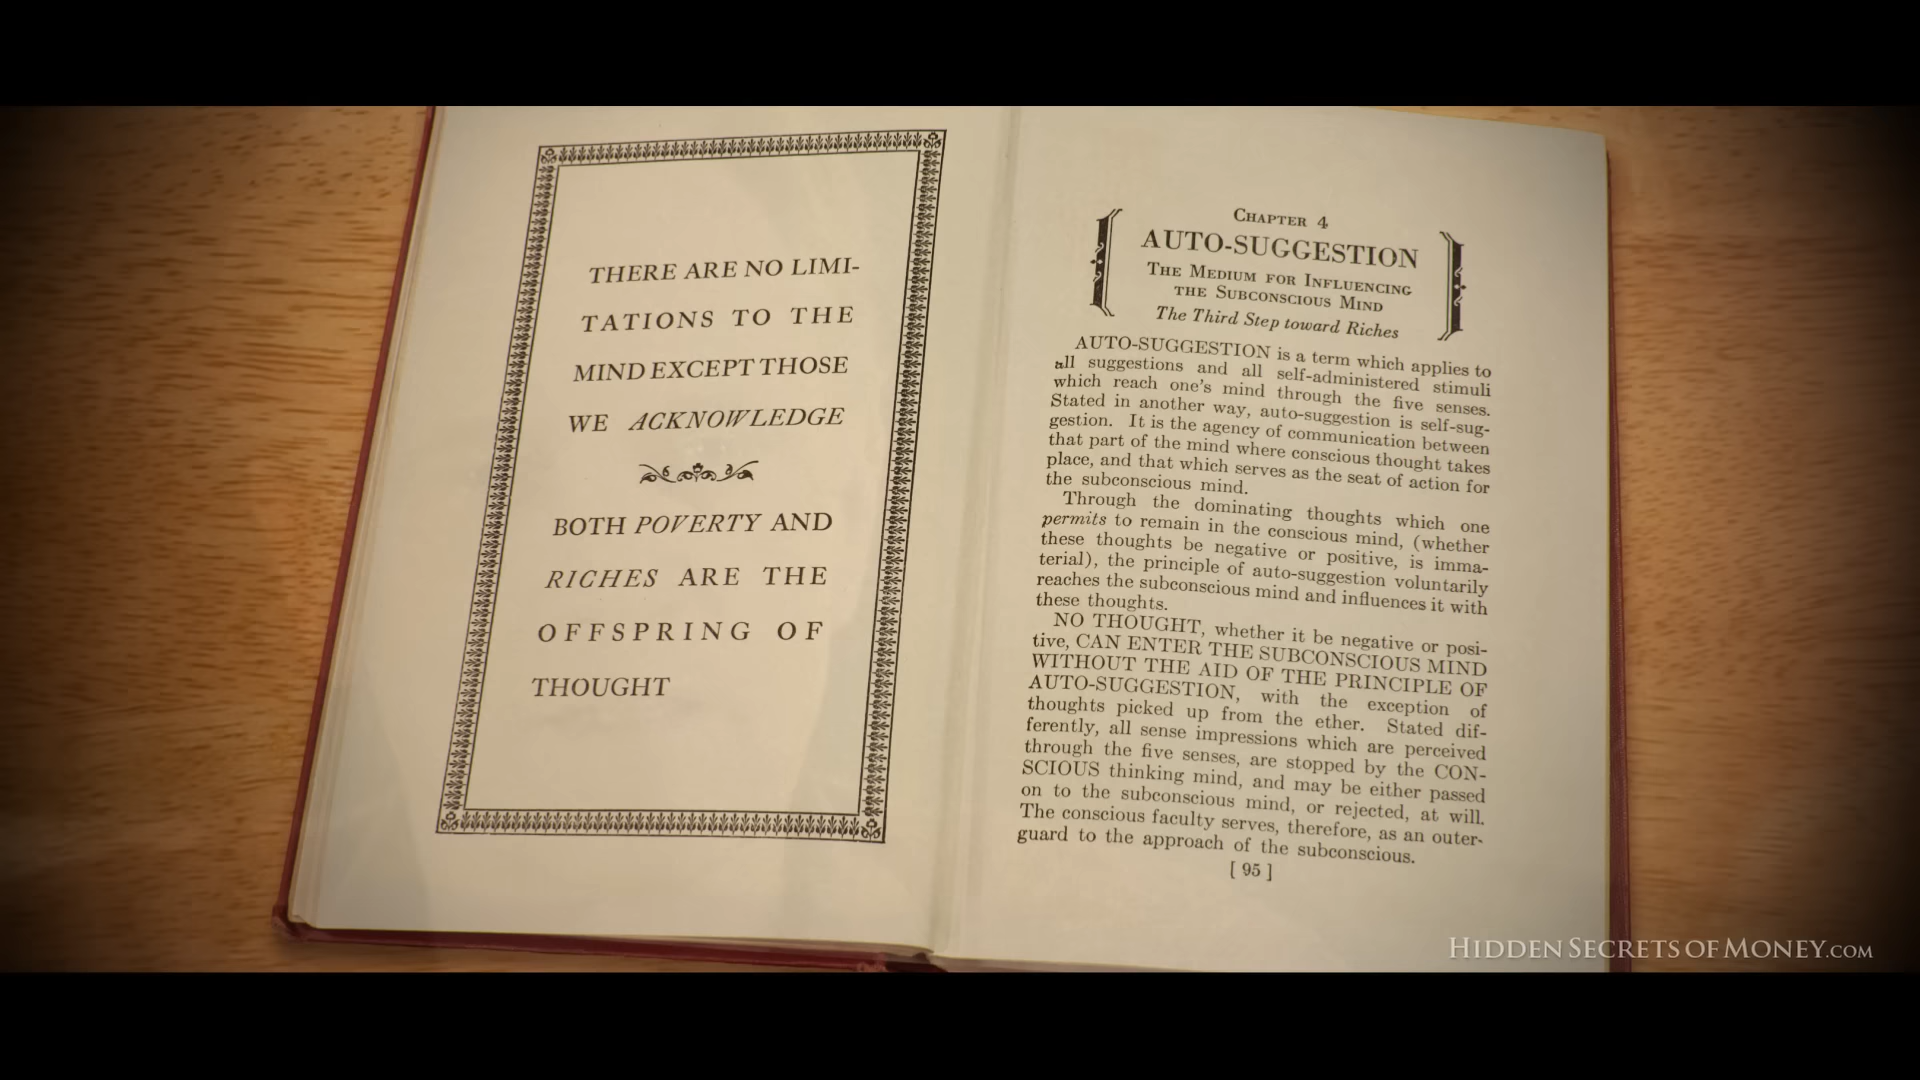 THERE ARE NO LIMI-
TATIONS TO THE
MIND EXCEPT THOSE
WE ACKNOWLEDGE
BOTH POVERTY AND
RICHES ARE THE
OFFSPRING OF
THOUGHT
CHAPTER 4
AUTO-SUGGESTION
THE MEDIUM FOR INFLUENCING
THE SUBCONSCIOUS MIND
The Third Step toward Riches
AUTO-SUGGESTION is a term which applies to
all suggestions and all self-administered stimuli
which reach one's mind through the five senses.
Stated in another way, auto-suggestion is self-sug-
gestion. It is the agency of communication between
that part of the mind where conscious thought takes
place, and that which serves as the seat of action for
the subconscious mind.
Through the dominating thoughts which one
permits to remain in the conscious mind, (whether
these thoughts be negative or positive, is imma-
terial), the principle of auto-suggestion voluntarily
reaches the subconscious mind and influences it with
these thoughts.
NO THOUGHT, whether it be negative or posi-
tive, CAN ENTER THE SUBCONSCIOUS MIND
WITHOUT THE AID OF THE PRINCIPLE OF
AUTO-SUGGESTION, with the exception of
thoughts picked up from the ether. Stated dif-
ferently, all sense impressions which are perceived
through the five senses, are stopped by the CON-
SCIOUS thinking mind, and may be either passed
on to the subconscious mind, or rejected, at will.
The conscious faculty serves, therefore, as an outer-
guard to the approach of the subconscious.
[ 95 ]
HIDDEN SECRETS OF MONEY.COM